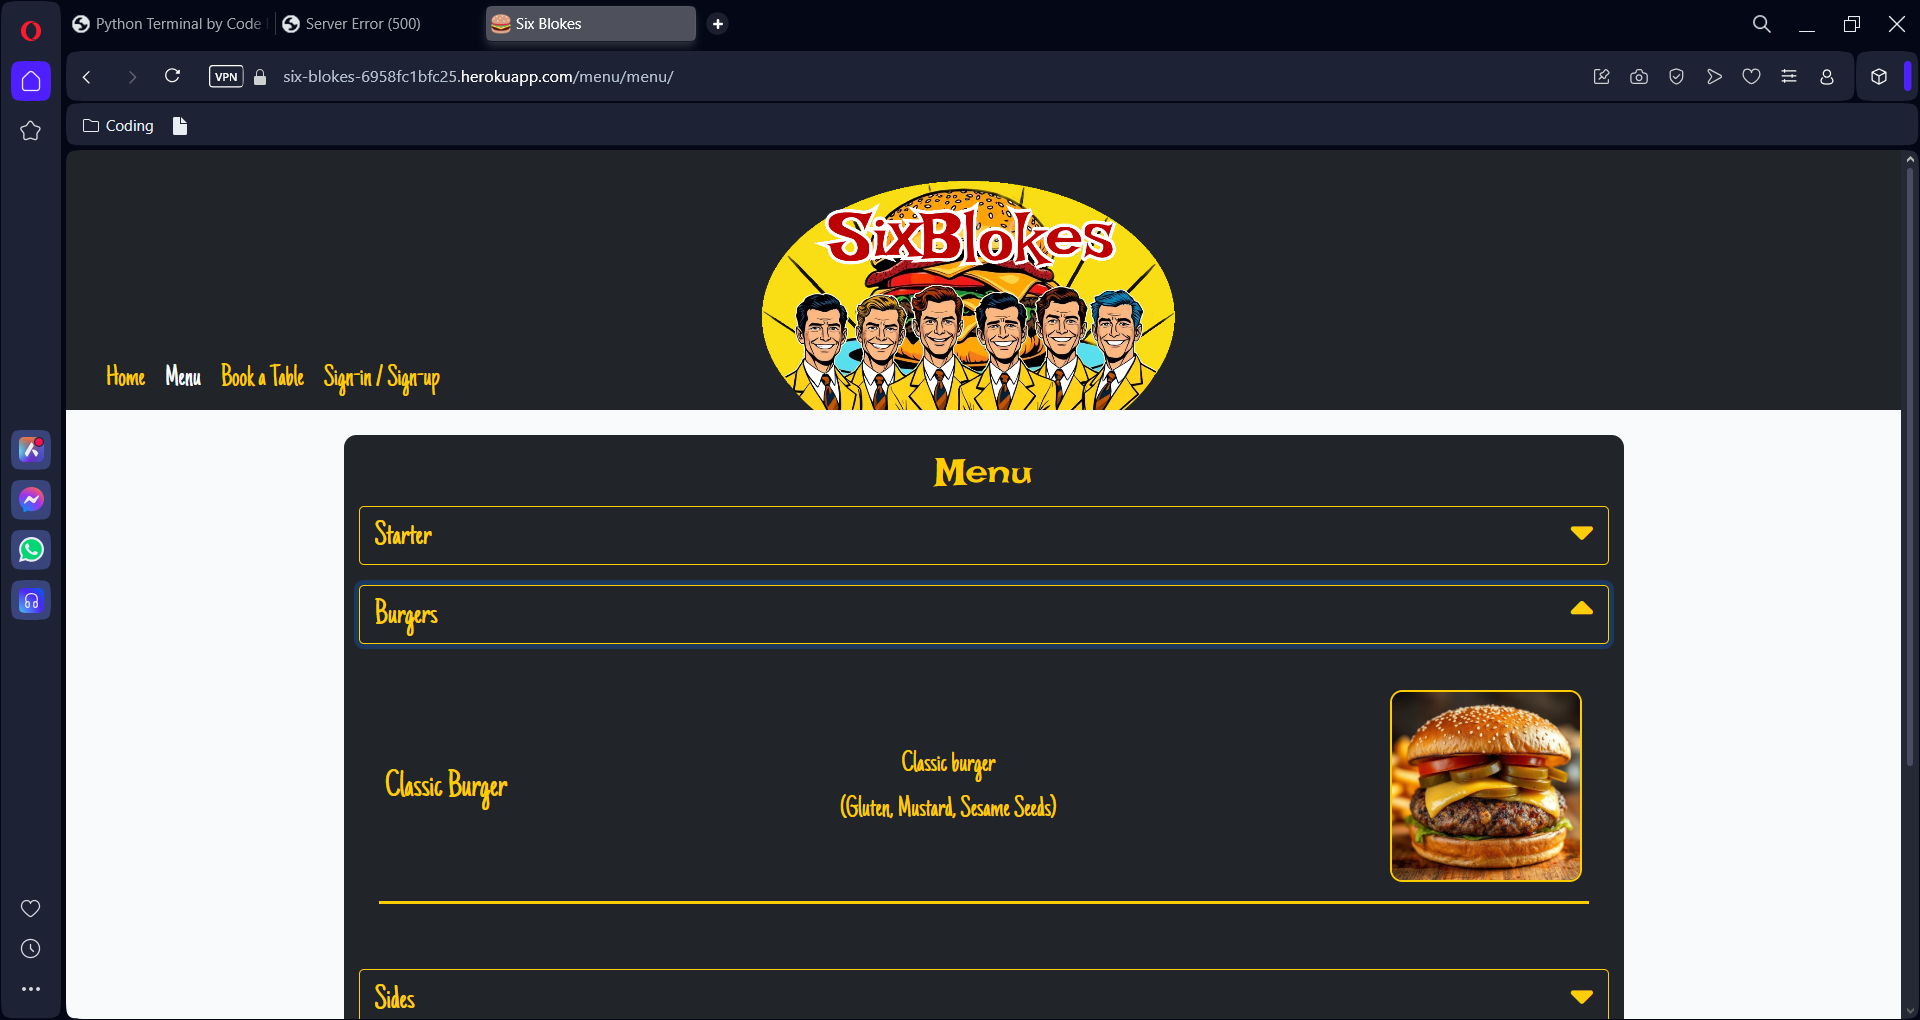 Python Terminal by Code
Server Error (500)
Six Blokes
VPN
six-blokes-6958fc1bfc25.herokuapp.com/menu/menu/
Coding
SixBlokes
Home
Menu
Book a Table
Sign-in / Sign-up
Menu
Starter
Burgers
Classic Burger
Classic burger
(Gluten, Mustard, Sesame Seeds)
Sides